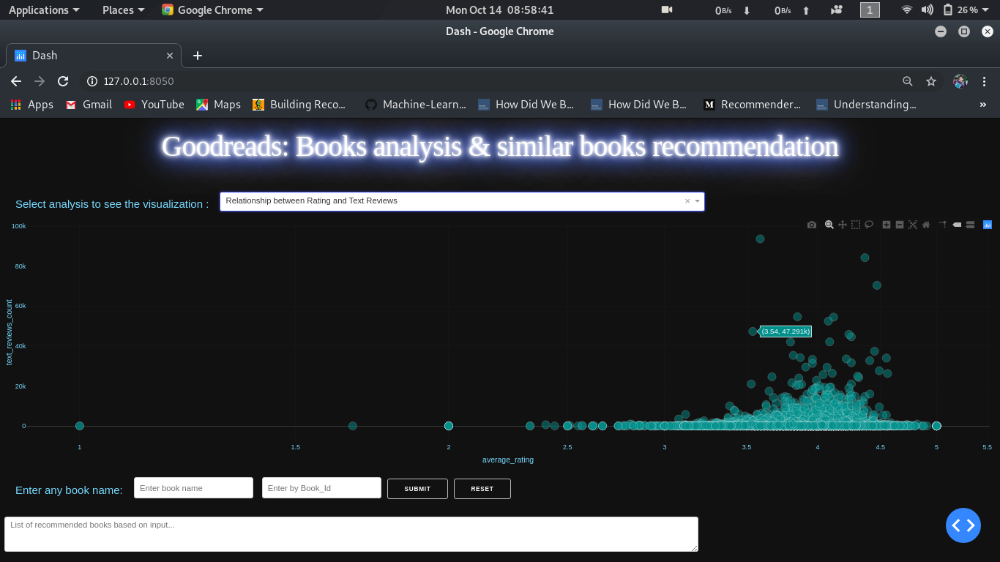 Applications Places Google Chrome Mon Oct 14 08:58:41 0B/s 0B/s 1 26 %
Dash - Google Chrome
Dash
127.0.0.1:8050
Apps Gmail YouTube Maps Building Reco... Machine-Learn... How Did We B... How Did We B... M Recommender... Understanding... »
Goodreads: Books analysis & similar books recommendation
Select analysis to see the visualization : Relationship between Rating and Text Reviews
100k
80k
60k
(3.54, 47.291k)
40k
20k
0
text_reviews_count
1 1.5 2 2.5 3 3.5 4 4.5 5 5.5
average_rating
Enter any book name: Enter book name Enter by Book_Id SUBMIT RESET
List of recommended books based on input...